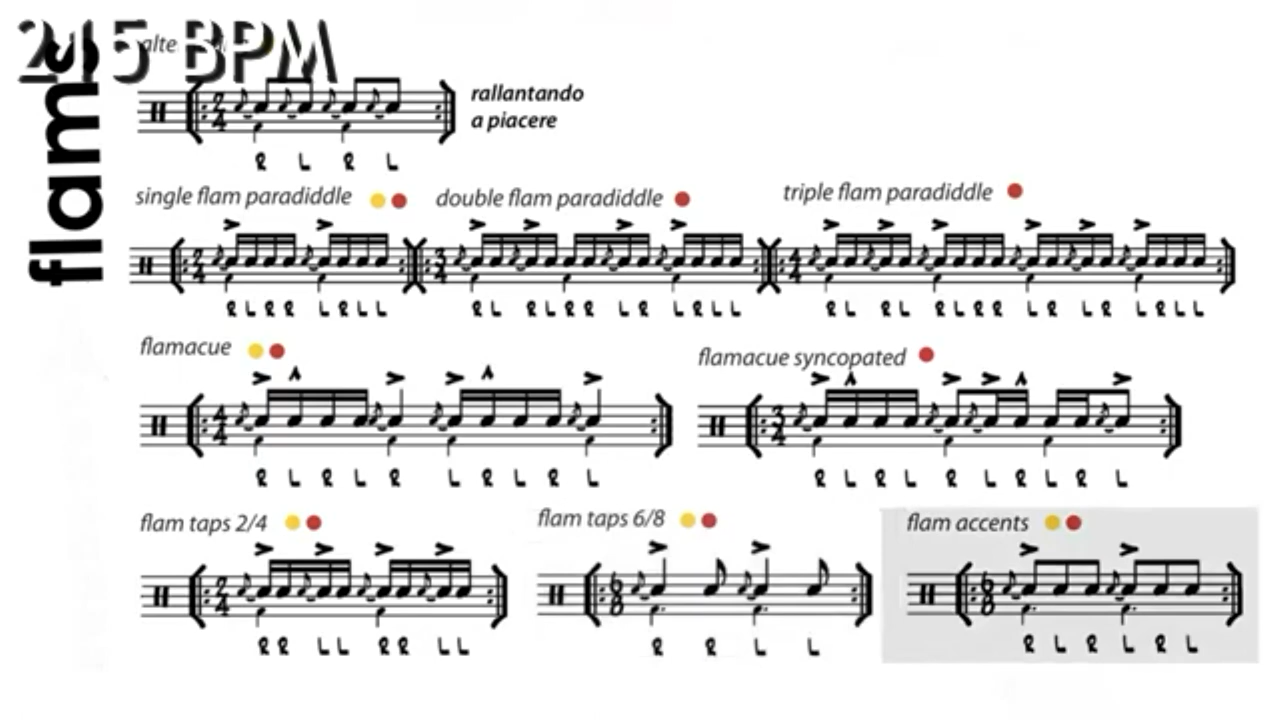 215 BPM
flams
rallantando
a piacere
R L R L
single flam paradiddle
double flam paradiddle
triple flam paradiddle
R L R R L R L L
R L R L R R L R L R L L
R L R L R L R R L R L R L R L L
flamacue
flamacue syncopated
R L R L R L R L R L
R L R L R L R L R L
flam taps 2/4
flam taps 6/8
flam accents
R R L L R R L L
R R L L
R L R L R L